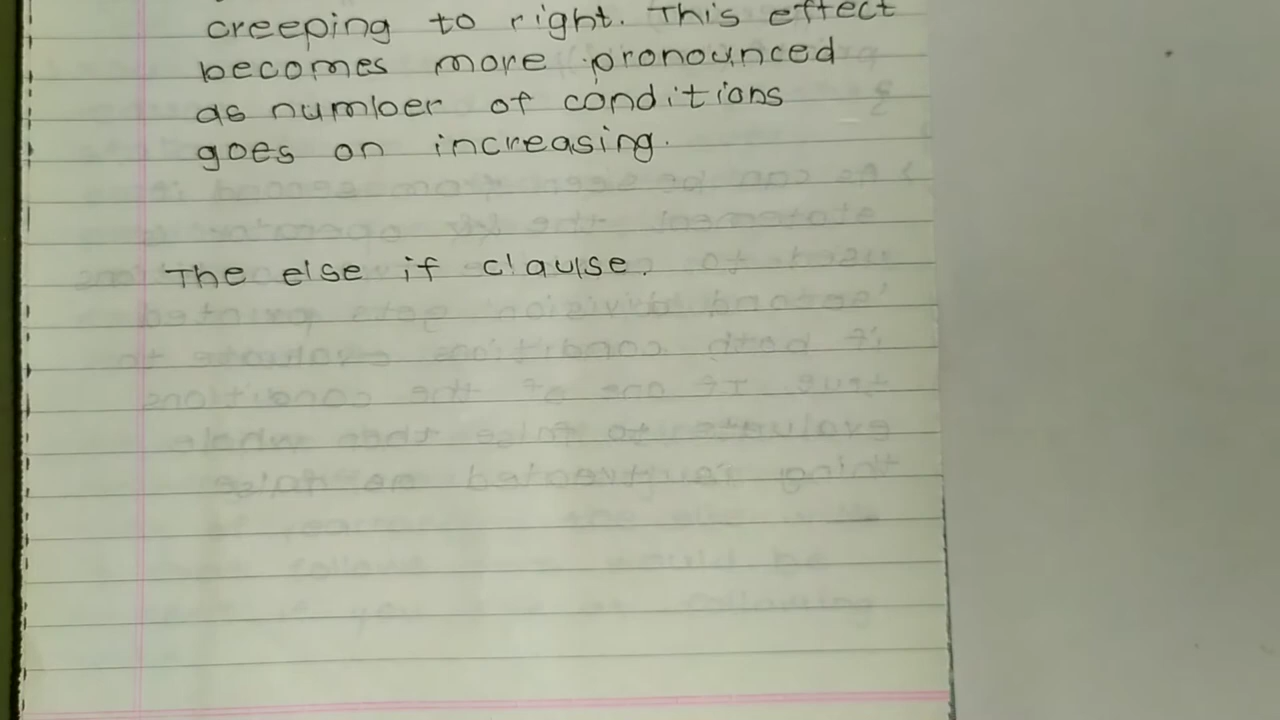 creeping to right. This effect
becomes more pronounced
as number of conditions
goes on increasing.
The else if clause.